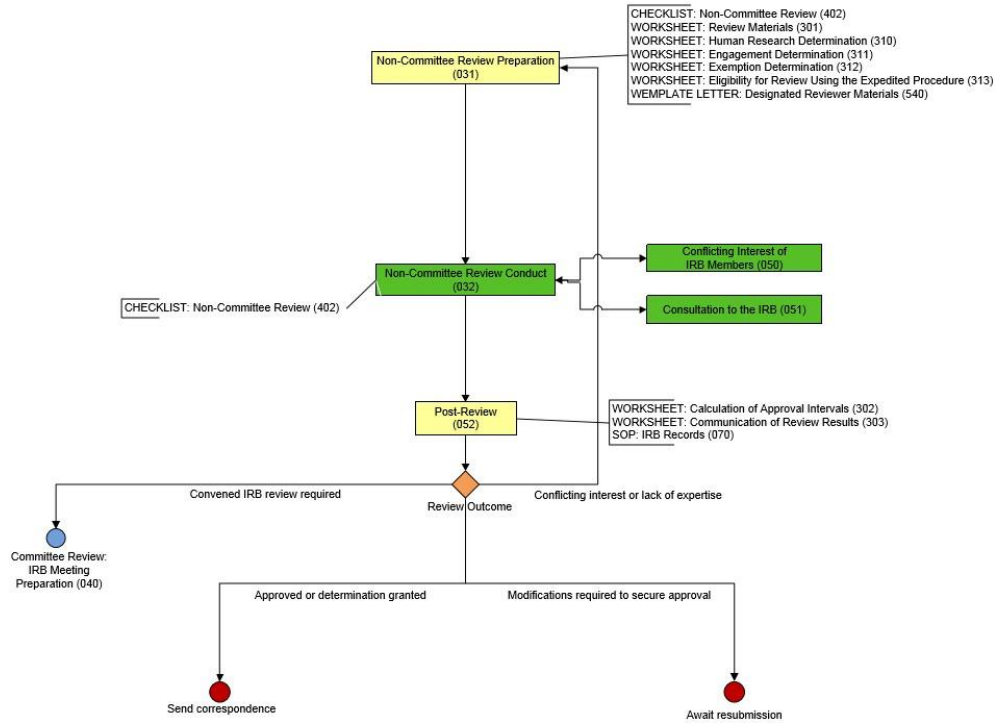 CHECKLIST: Non-Committee Review (402)
WORKSHEET: Review Materials (301)
WORKSHEET: Human Research Determination (310)
WORKSHEET: Engagement Determination (311)
WORKSHEET: Exemption Determination (312)
WORKSHEET: Eligibility for Review Using the Expedited Procedure (313)
WEMPLATE LETTER: Designated Reviewer Materials (540)
Non-Committee Review Preparation
(031)
Conflicting Interest of
IRB Members (050)
Non-Committee Review Conduct
(032)
CHECKLIST: Non-Committee Review (402)
Consultation to the IRB (051)
Post-Review
(052)
WORKSHEET: Calculation of Approval Intervals (302)
WORKSHEET: Communication of Review Results (303)
SOP: IRB Records (070)
Convened IRB review required
Conflicting interest or lack of expertise
Review Outcome
Committee Review:
IRB Meeting
Preparation (040)
Approved or determination granted
Modifications required to secure approval
Send correspondence
Await resubmission